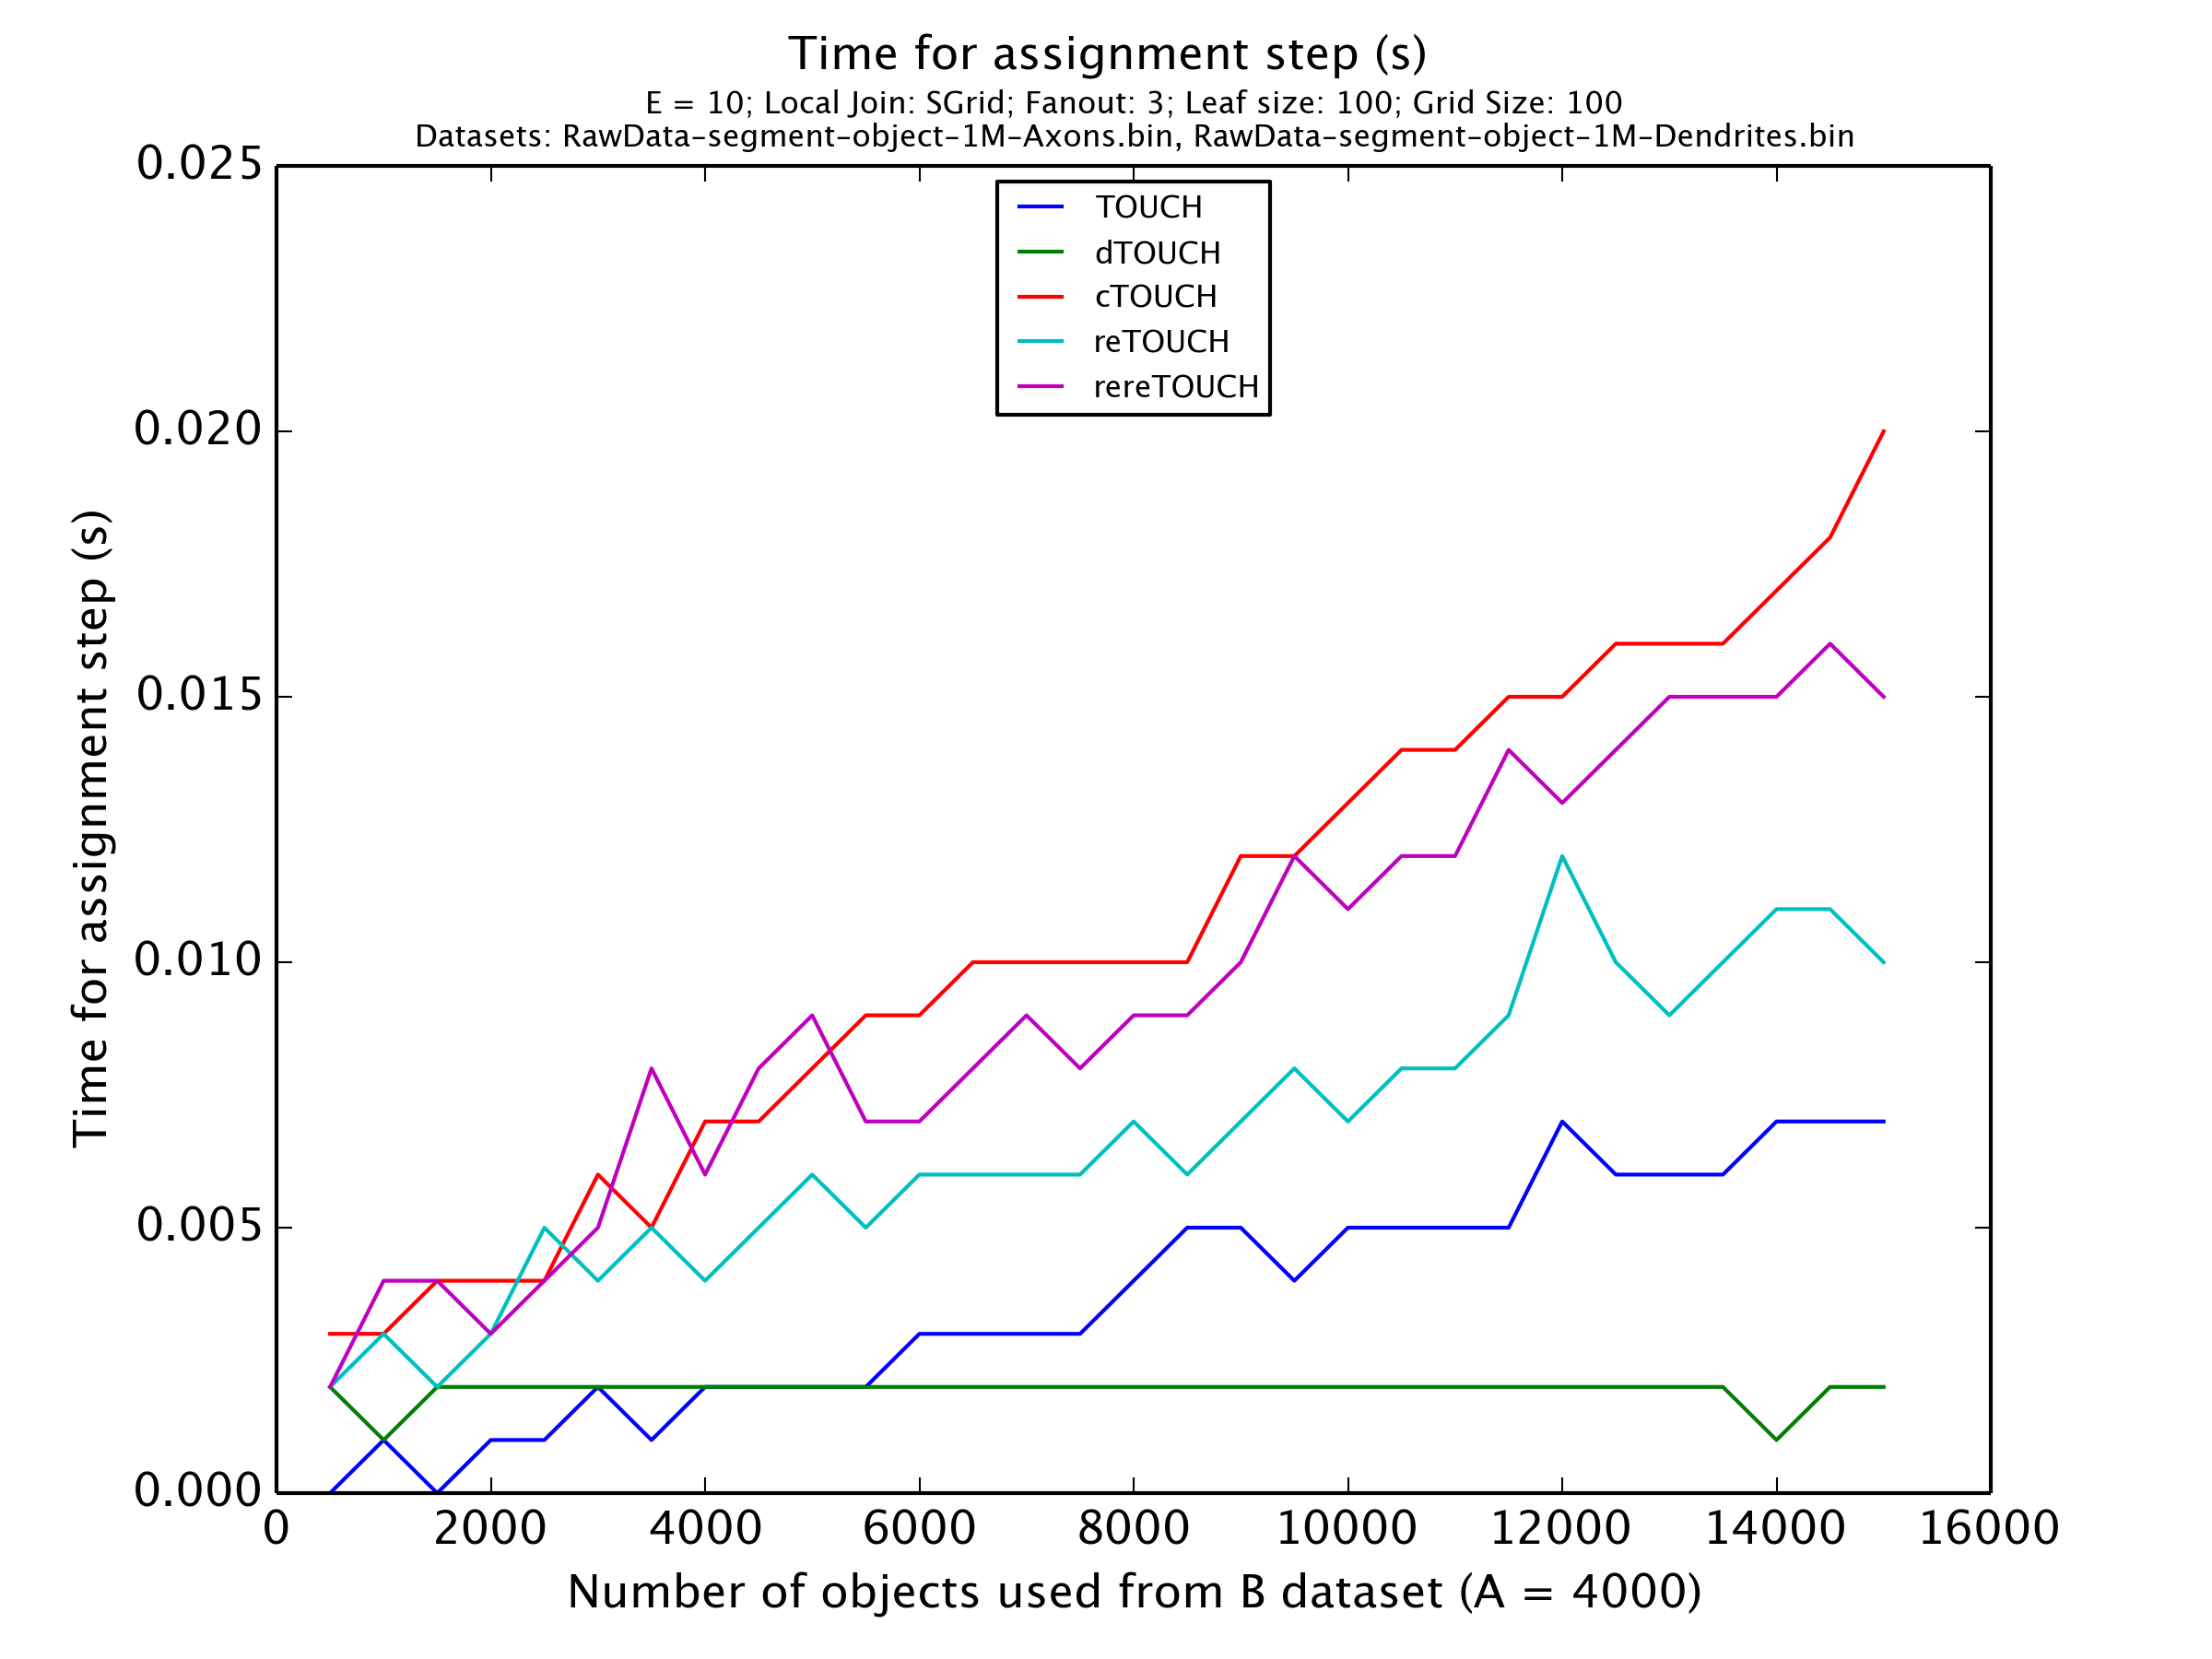 Time for assignment step (s)
E = 10; Local Join: SGrid; Fanout: 3; Leaf size: 100; Grid Size: 100
Datasets: RawData-segment-object-1M-Axons.bin, RawData-segment-object-1M-Dendrites.bin
TOUCH
dTOUCH
cTOUCH
reTOUCH
rereTOUCH
Time for assignment step (s)
0.025
0.020
0.015
0.010
0.005
0.000
0 2000 4000 6000 8000 10000 12000 14000 16000
Number of objects used from B dataset (A = 4000)